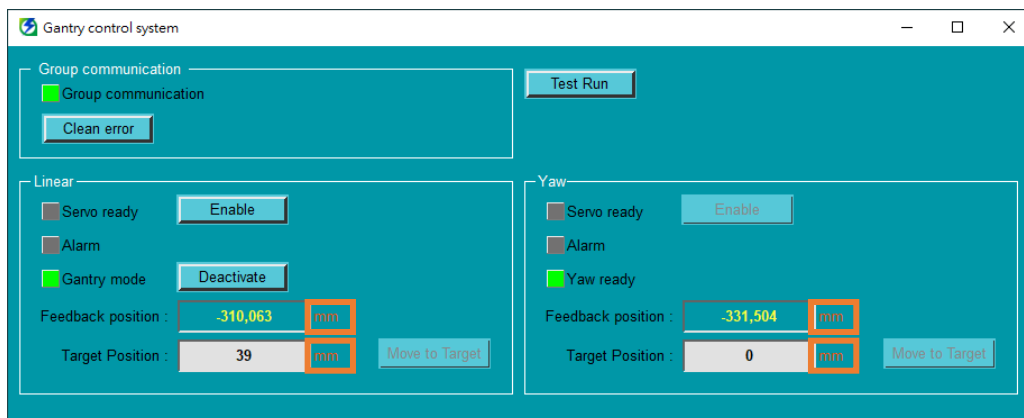 Gantry control system
Group communication
Group communication
Clean error
Test Run
Linear
Servo ready
Enable
Alarm
Gantry mode
Deactivate
Feedback position :
-310,063
mm
Target Position :
39
mm
Move to Target
Yaw
Servo ready
Enable
Alarm
Yaw ready
Feedback position :
-331,504
mm
Target Position :
0
mm
Move to Target